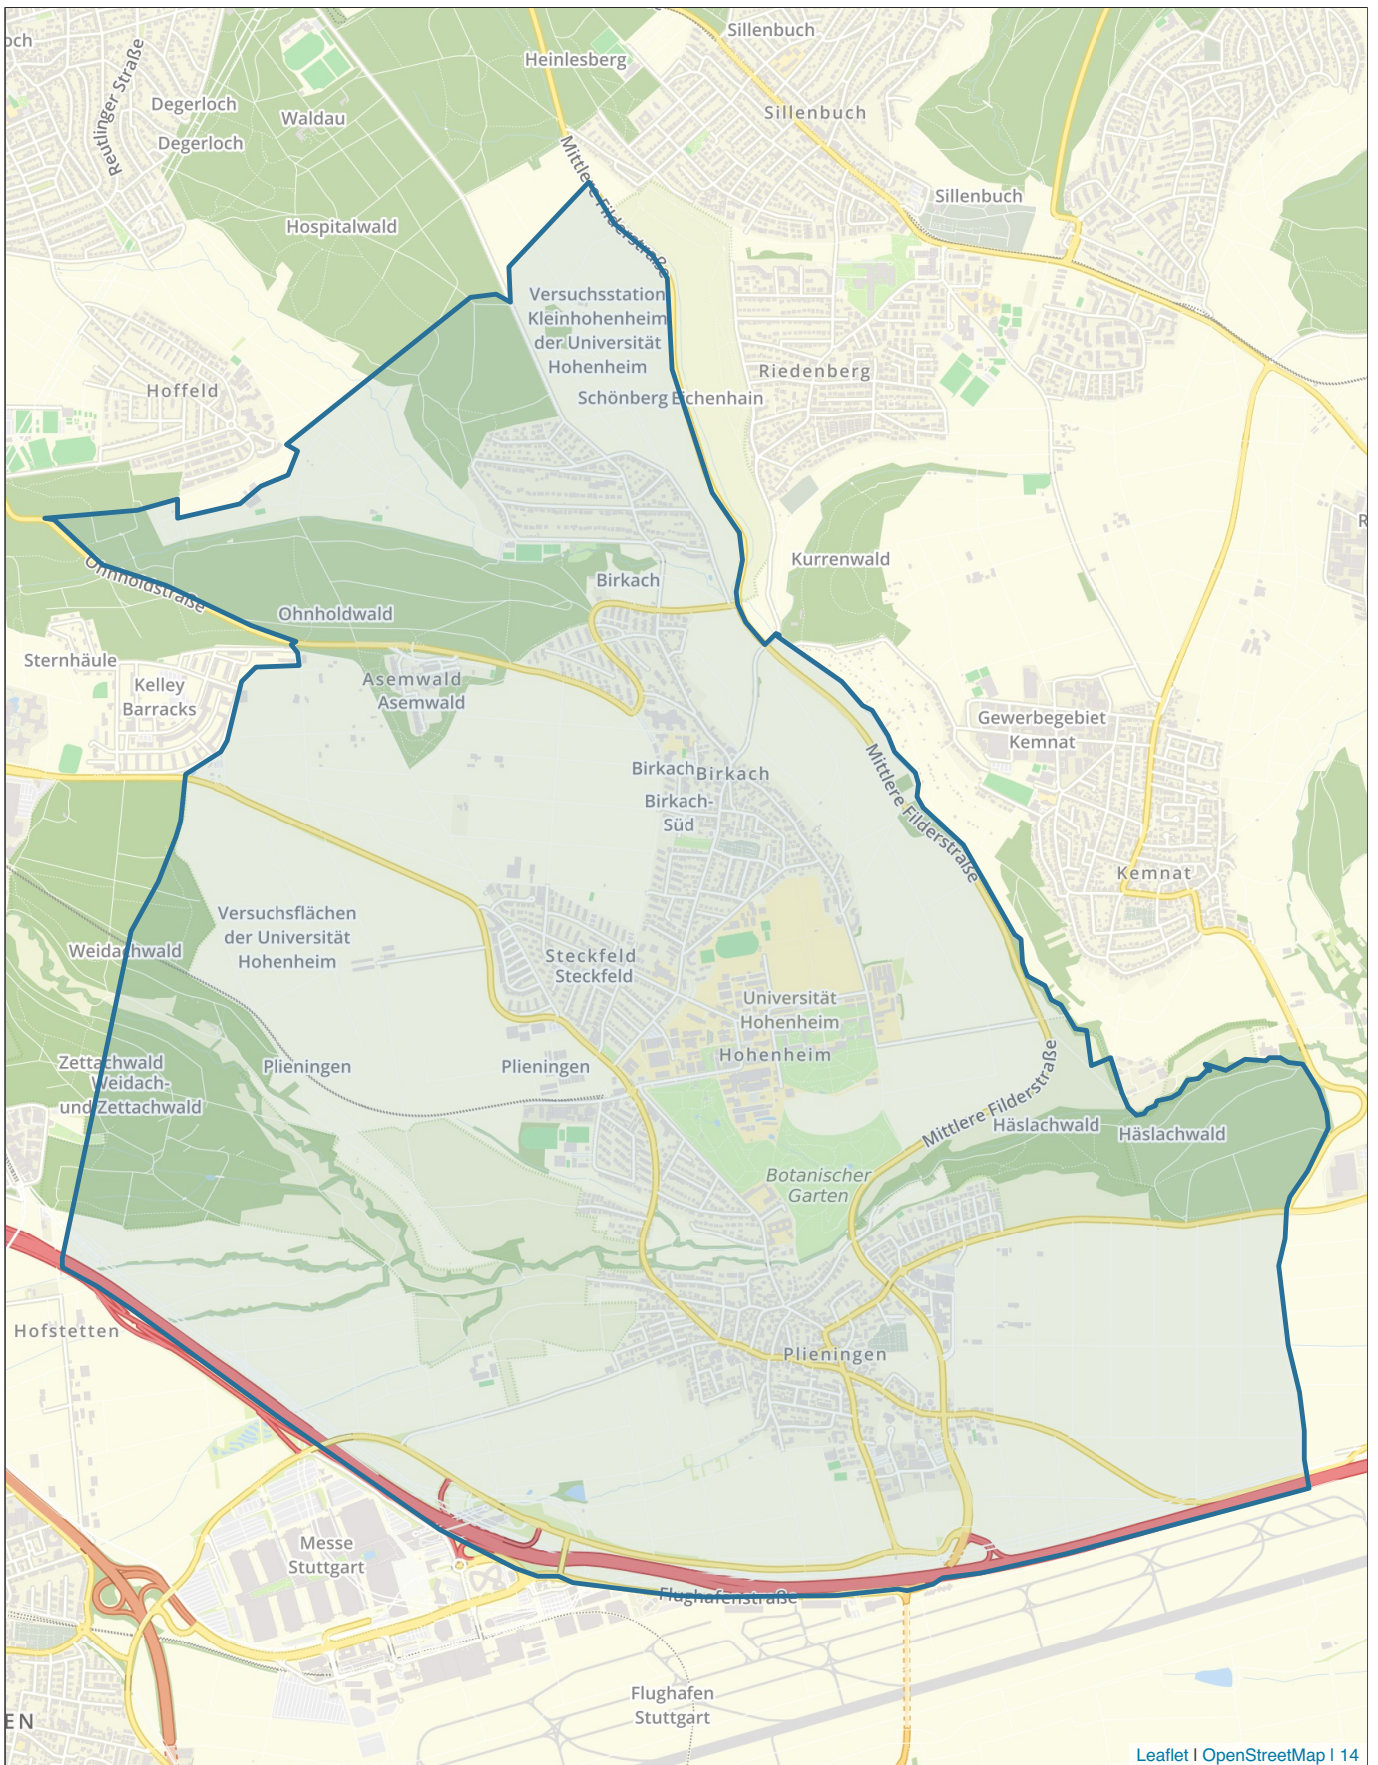 och
Sillenbuch
Heinlesberg
Reutlinger Straße
Degerloch
Waldau
Sillenbuch
Degerloch
Mittlere Filderstraße
Sillenbuch
Hospitalwald
Versuchsstation
Kleinhohenheim
der Universität
Hohenheim
Riedenberg
Hoffeld
Schönberg
Eichenhain
R
Kurrenwald
Ohnholdstraße
Birkach
Ohnholdwald
Sternhäule
Asemwald
Kelley
Barracks
Asemwald
Gewerbegebiet
Kemnat
Birkach
Birkach
Mittlere Filderstraße
Birkach-
Süd
Kemnat
Versuchsflächen
der Universität
Hohenheim
Weidachwald
Steckfeld
Steckfeld
Universität
Hohenheim
Zettachwald
Plieningen
Plieningen
Hohenheim
Weidach-
und Zettachwald
Mittlere Filderstraße
Häslachwald
Häslachwald
Botanischer
Garten
Hofstetten
Plieningen
Messe
Stuttgart
Flughafenstraße
Flughafen
Stuttgart
EN
Leaflet | OpenStreetMap | 14